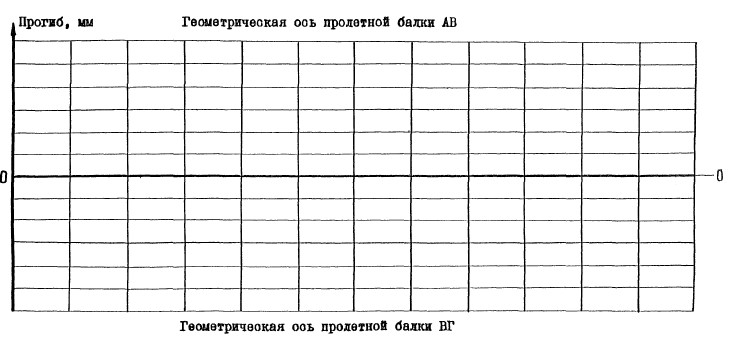 Прогиб, мм
Геометрическая ось пролетной балки АВ
0
0
Геометрическая ось пролетной балки ВГ